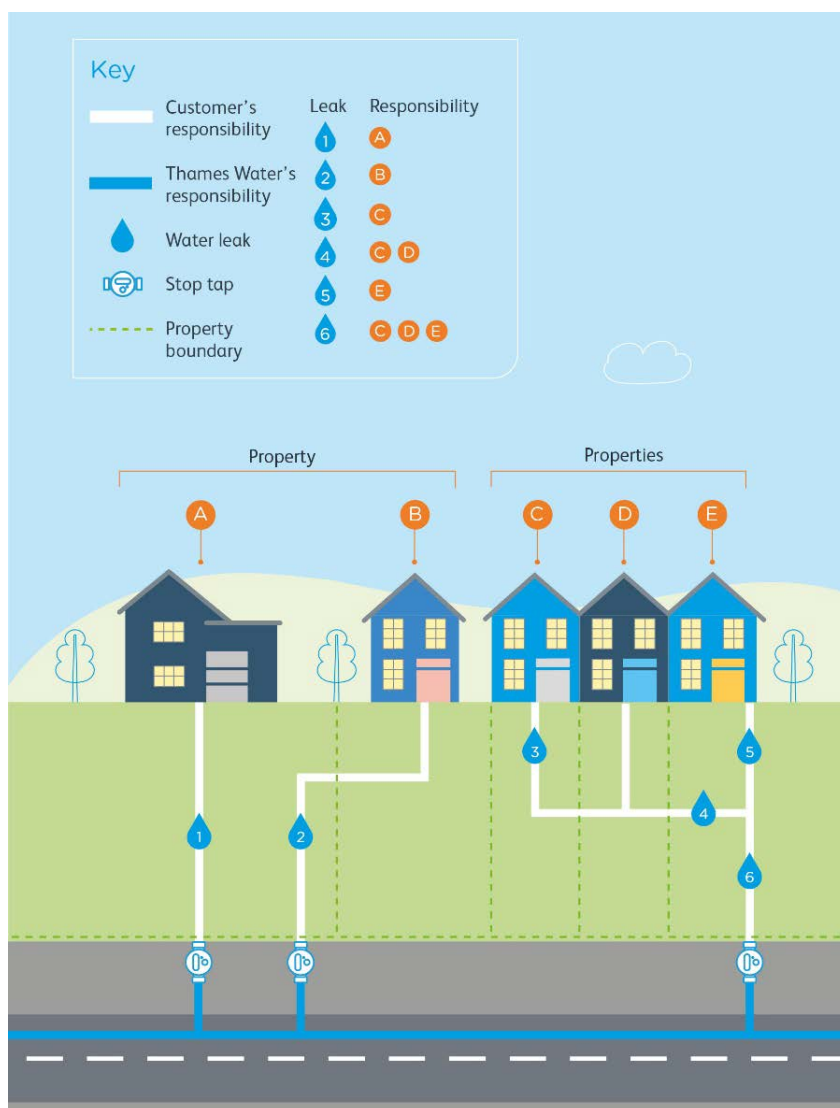 Key
Customer's
responsibility
Thames Water's
responsibility
Water leak
Stop tap
Property
boundary
Leak Responsibility
1 A
2 B
3 C
4 C D
5 E
6 C D E
Property
Properties
A B C D E
3 5
4
1 2
6